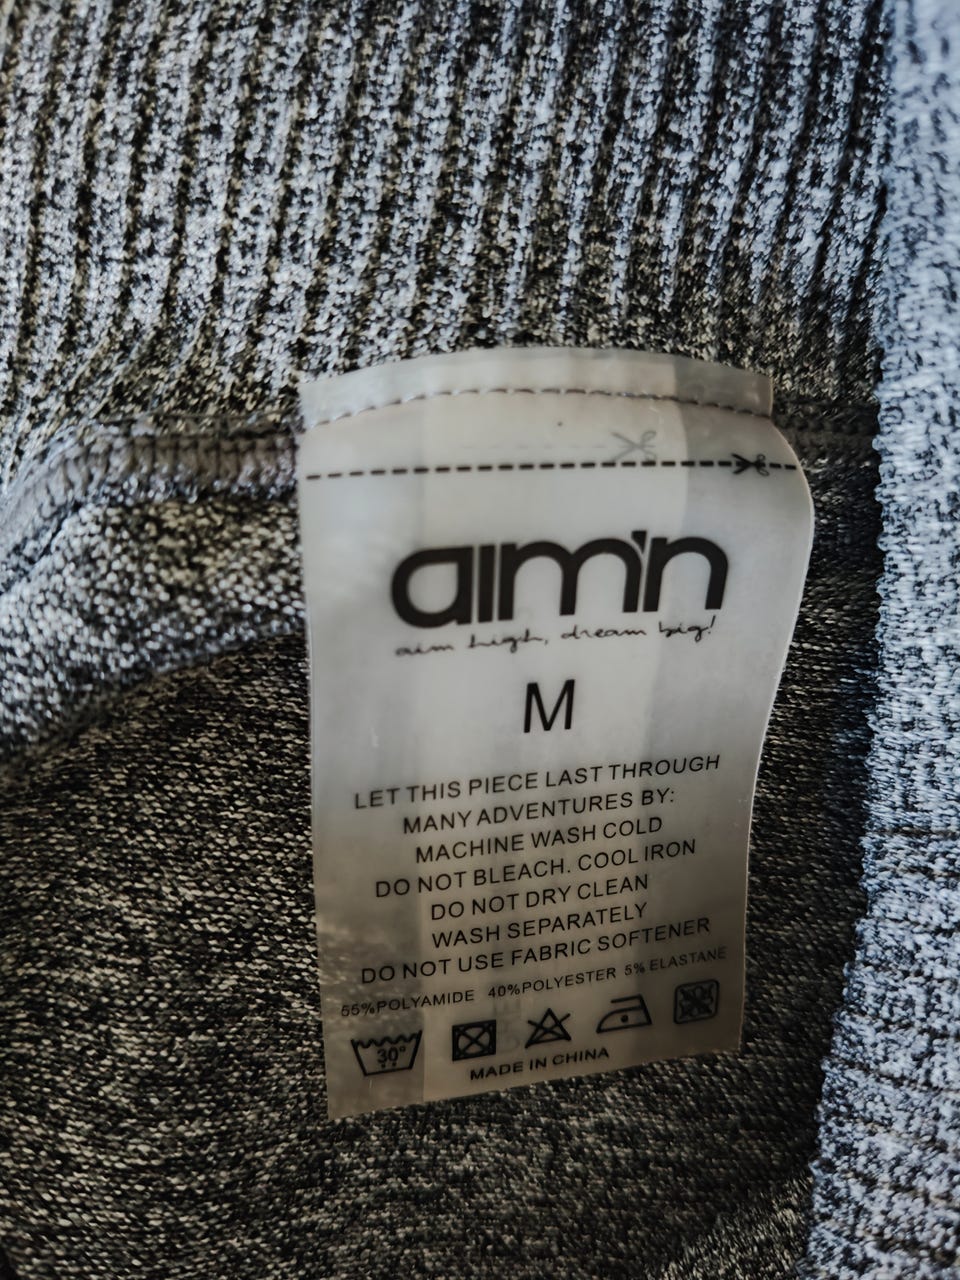 aim'n
aim high, dream big!
M
LET THIS PIECE LAST THROUGH
MANY ADVENTURES BY:
MACHINE WASH COLD
DO NOT BLEACH. COOL IRON
DO NOT DRY CLEAN
WASH SEPARATELY
DO NOT USE FABRIC SOFTENER
55%POLYAMIDE 40%POLYESTER 5% ELASTANE
30°
MADE IN CHINA